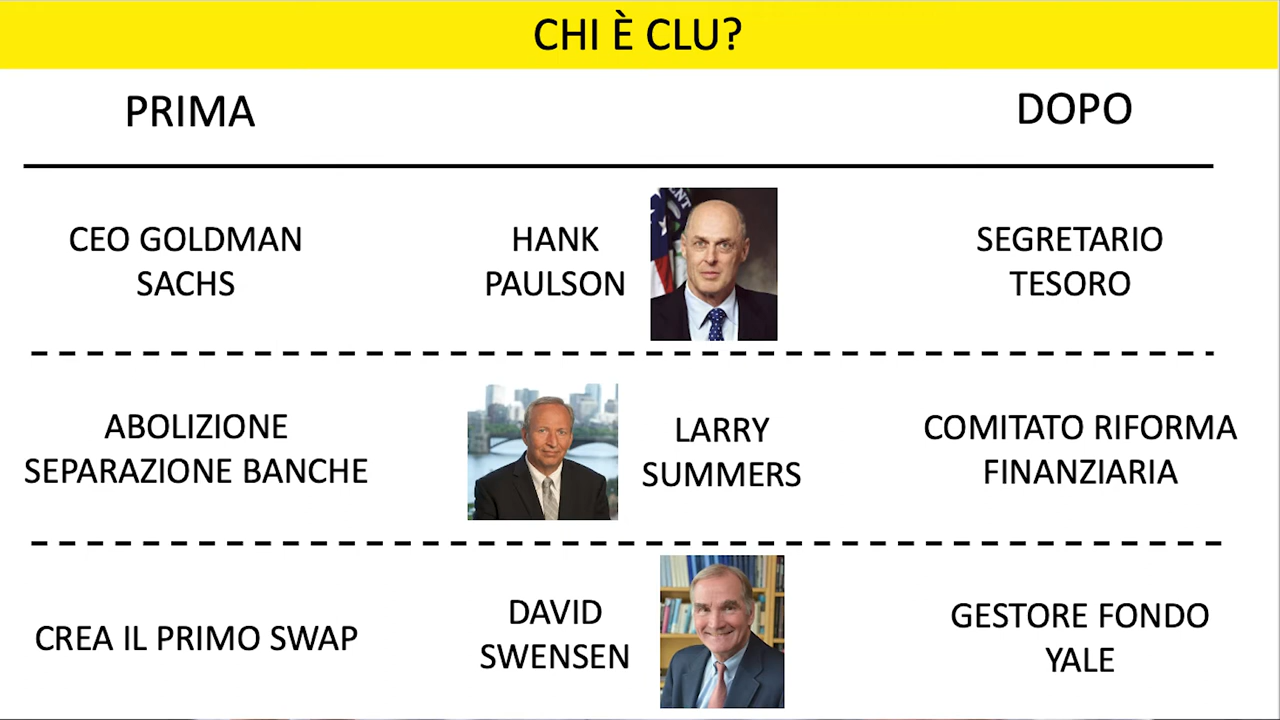 CHI È CLU?
PRIMA
DOPO
CEO GOLDMAN
SACHS
HANK
PAULSON
SEGRETARIO
TESORO
ABOLIZIONE
SEPARAZIONE BANCHE
LARRY
SUMMERS
COMITATO RIFORMA
FINANZIARIA
CREA IL PRIMO SWAP
DAVID
SWENSEN
GESTORE FONDO
YALE